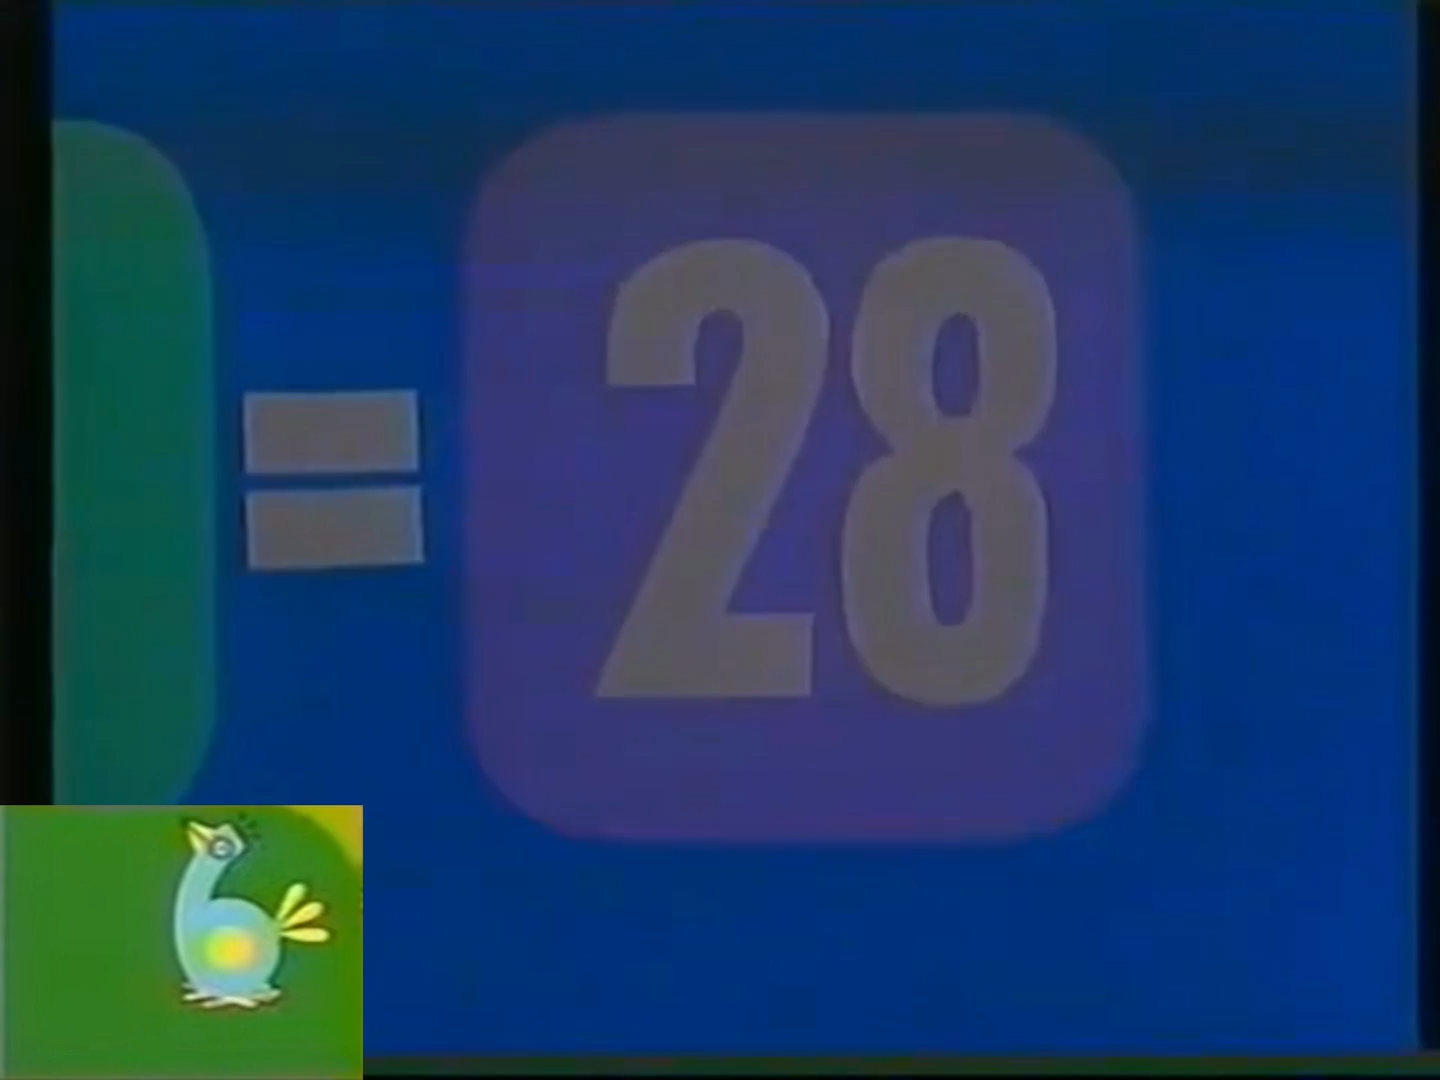 = 28